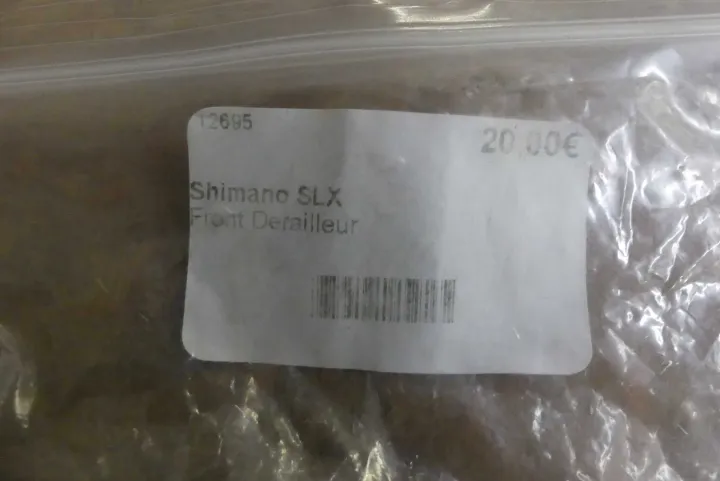 12695
20,00€
Shimano SLX
Front Derailleur